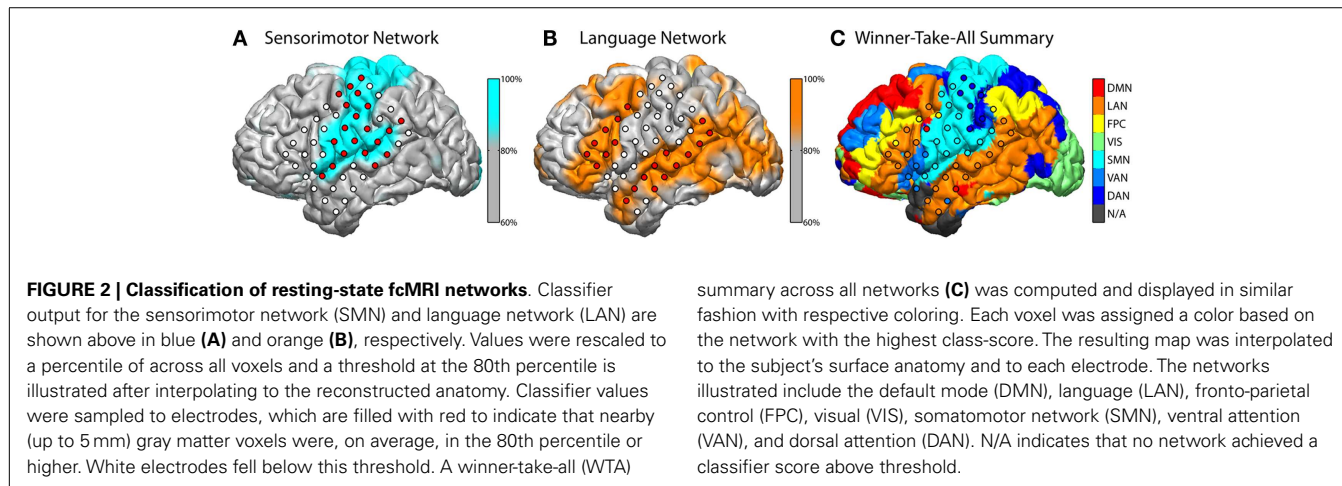 A Sensorimotor Network
B Language Network
C Winner-Take-All Summary
100%
80%
60%
100%
80%
60%
DMN
LAN
FPC
VIS
SMN
VAN
DAN
N/A
FIGURE 2 | Classification of resting-state fcMRI networks. Classifier
output for the sensorimotor network (SMN) and language network (LAN) are
shown above in blue (A) and orange (B), respectively. Values were rescaled to
a percentile of across all voxels and a threshold at the 80th percentile is
illustrated after interpolating to the reconstructed anatomy. Classifier values
were sampled to electrodes, which are filled with red to indicate that nearby
(up to 5 mm) gray matter voxels were, on average, in the 80th percentile or
higher. White electrodes fell below this threshold. A winner-take-all (WTA)
summary across all networks (C) was computed and displayed in similar
fashion with respective coloring. Each voxel was assigned a color based on
the network with the highest class-score. The resulting map was interpolated
to the subject's surface anatomy and to each electrode. The networks
illustrated include the default mode (DMN), language (LAN), fronto-parietal
control (FPC), visual (VIS), somatomotor network (SMN), ventral attention
(VAN), and dorsal attention (DAN). N/A indicates that no network achieved a
classifier score above threshold.